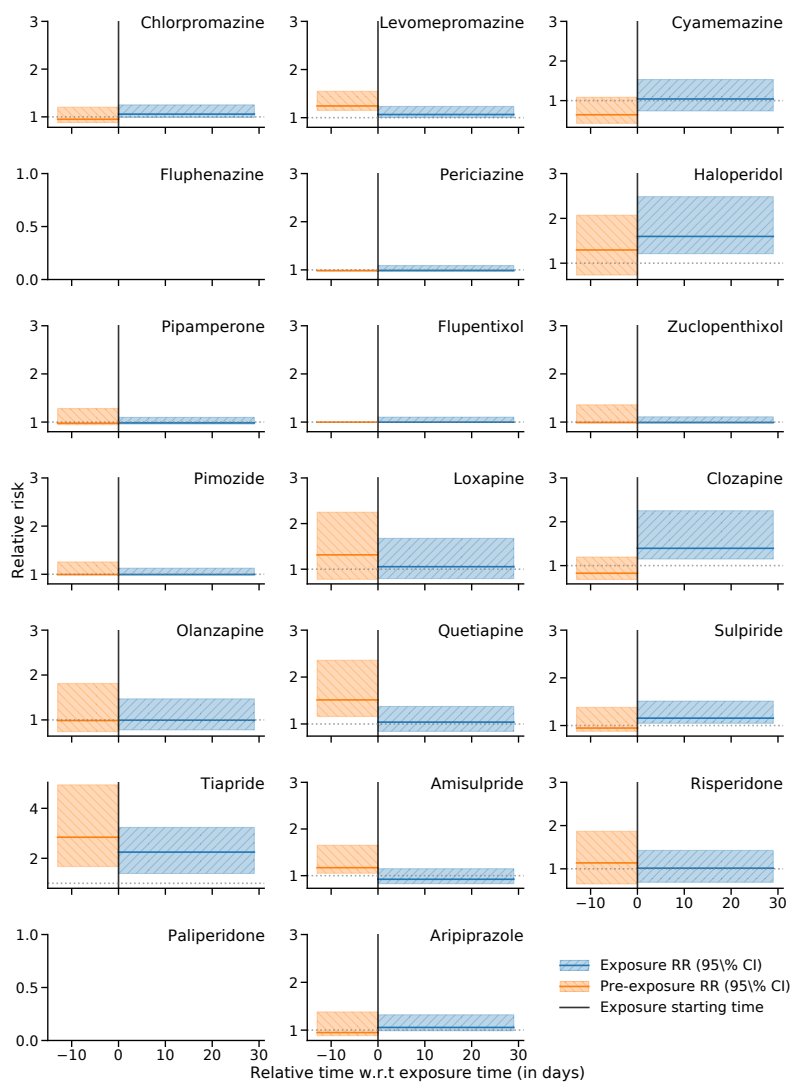 Chlorpromazine
3
2
1
Levomepromazine
3
2
1
Cyamemazine
3
2
1
Fluphenazine
1.0
0.5
0.0
Periciazine
3
2
1
Haloperidol
3
2
1
Pipamperone
3
2
1
Flupentixol
3
2
1
Zuclopenthixol
3
2
1
Relative risk
Pimozide
3
2
1
Loxapine
3
2
1
Clozapine
3
2
1
Olanzapine
3
2
1
Quetiapine
3
2
1
Sulpiride
3
2
1
Tiapride
4
2
Amisulpride
3
2
1
Risperidone
3
2
1
−10 0 10 20 30
Paliperidone
1.0
0.5
0.0
−10 0 10 20 30
Aripiprazole
3
2
1
−10 0 10 20 30
Exposure RR (95\% CI)
Pre-exposure RR (95\% CI)
Exposure starting time
Relative time w.r.t exposure time (in days)